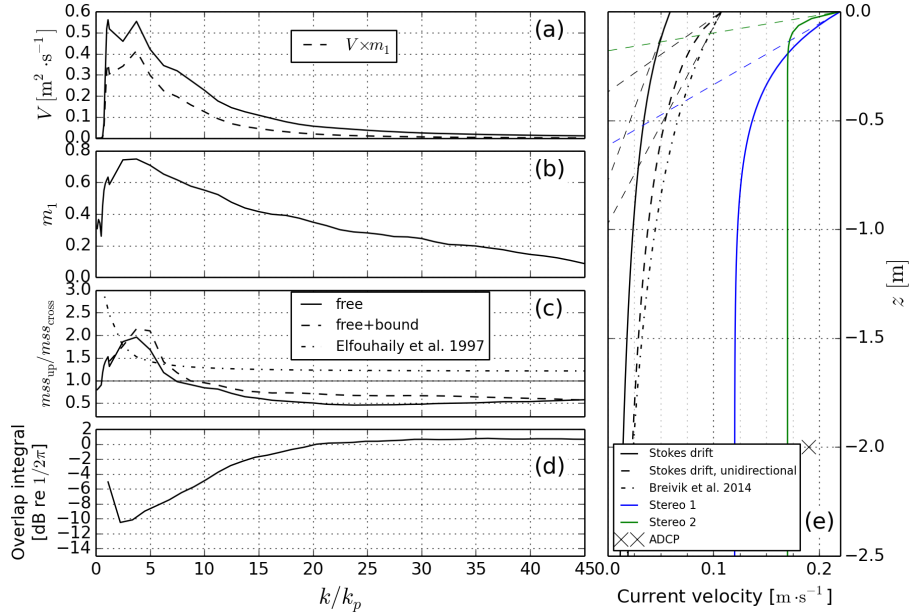 0.6
0.5
0.4
0.3
0.2
0.1
0.0
V [m² · s⁻¹]
V×m₁
(a)
0.8
0.6
0.4
0.2
0.0
m₁
(b)
3.0
2.5
2.0
1.5
1.0
0.5
mss_up/mss_cross
free
free+bound
Elfouhaily et al. 1997
(c)
2
0
−2
−4
−6
−8
−10
−12
−14
Overlap integral
[dB re 1/2π]
(d)
0 5 10 15 20 25 30 35 40 45
k/k_p
0.0
−0.5
−1.0
−1.5
−2.0
−2.5
z [m]
Stokes drift
Stokes drift, unidirectional
Breivik et al. 2014
Stereo 1
Stereo 2
ADCP
(e)
0.0 0.1 0.2
Current velocity [m · s⁻¹]